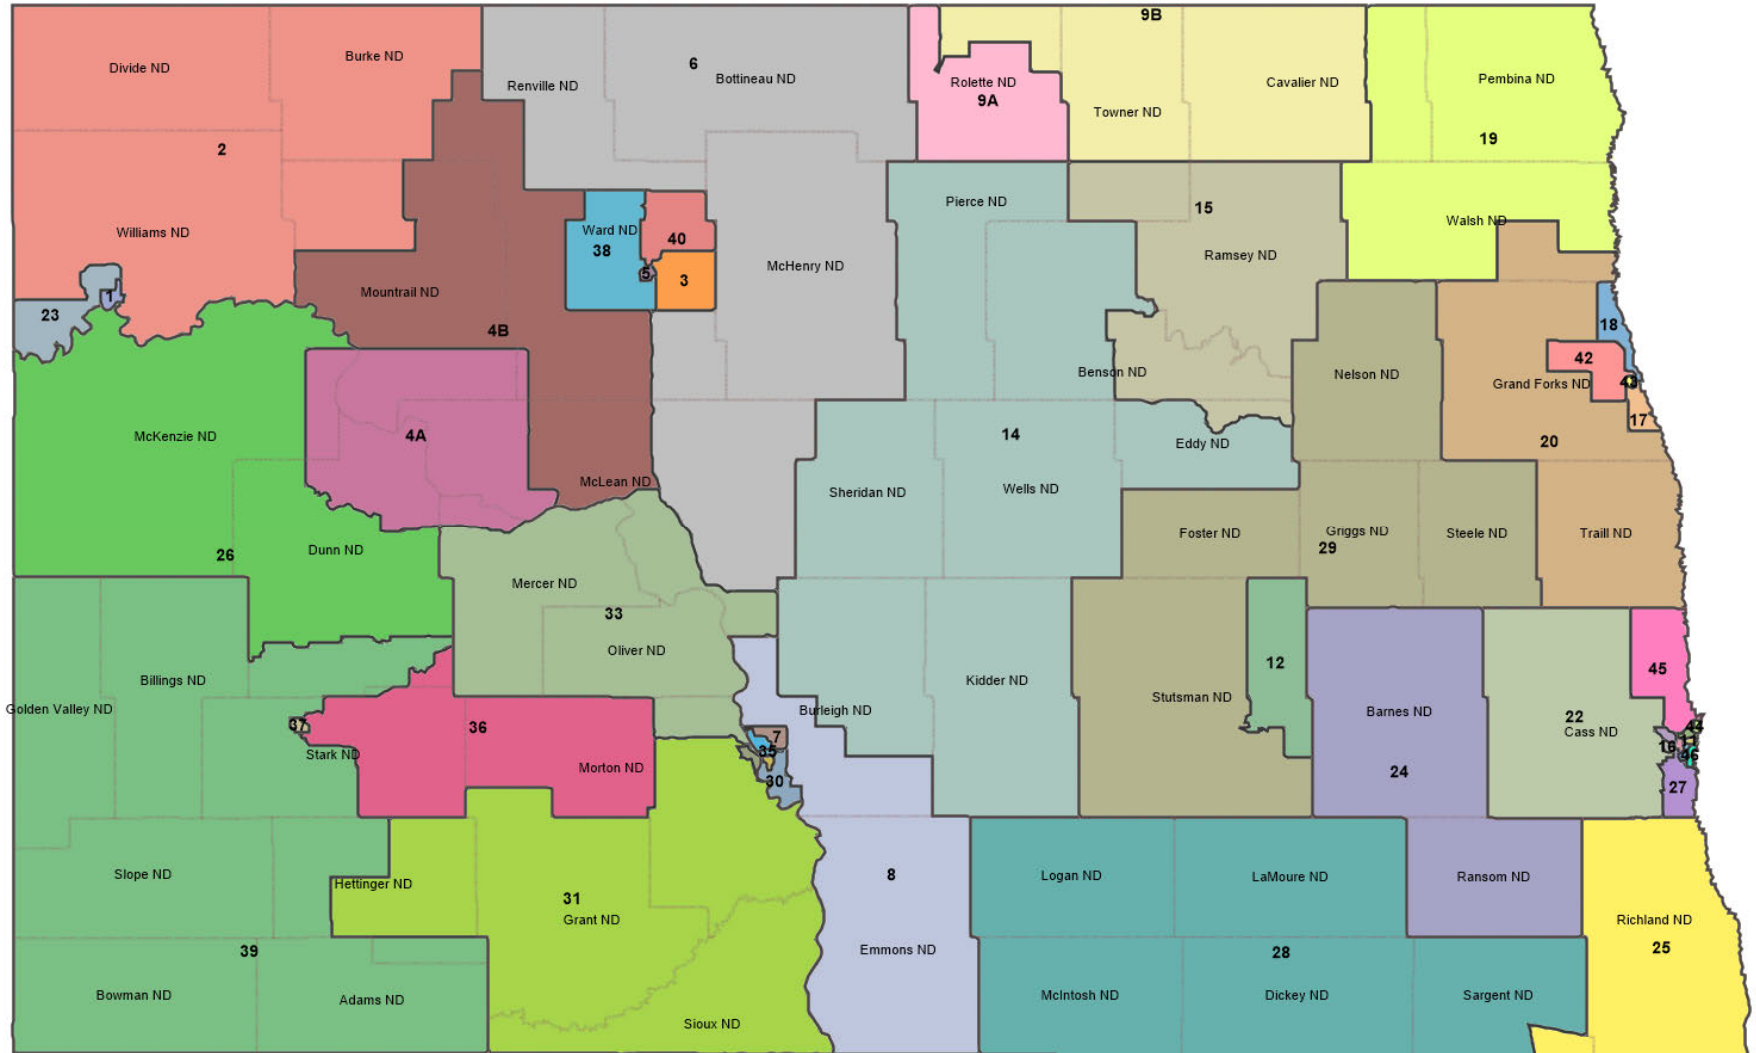 9B
Divide ND
Burke ND
6
Bottineau ND
Renville ND
Rolette ND
9A
Towner ND
Cavalier ND
Pembina ND
2
19
Williams ND
Pierce ND
15
Walsh ND
Ward ND
38
40
McHenry ND
Ramsey ND
5
3
1
23
Mountrail ND
4B
18
42
Benson ND
Nelson ND
Grand Forks ND
43
17
McKenzie ND
4A
14
Eddy ND
20
McLean ND
Sheridan ND
Wells ND
26
Dunn ND
Foster ND
Griggs ND
29
Steele ND
Traill ND
Mercer ND
33
Oliver ND
12
45
Golden Valley ND
Billings ND
Kidder ND
Stutsman ND
Barnes ND
22
Cass ND
37
Stark ND
36
Morton ND
Burleigh ND
7
35
30
24
44
16
11
46
27
Slope ND
Hettinger ND
31
Grant ND
8
Logan ND
LaMoure ND
Ransom ND
Richland ND
25
39
Emmons ND
28
Bowman ND
Adams ND
Sioux ND
McIntosh ND
Dickey ND
Sargent ND